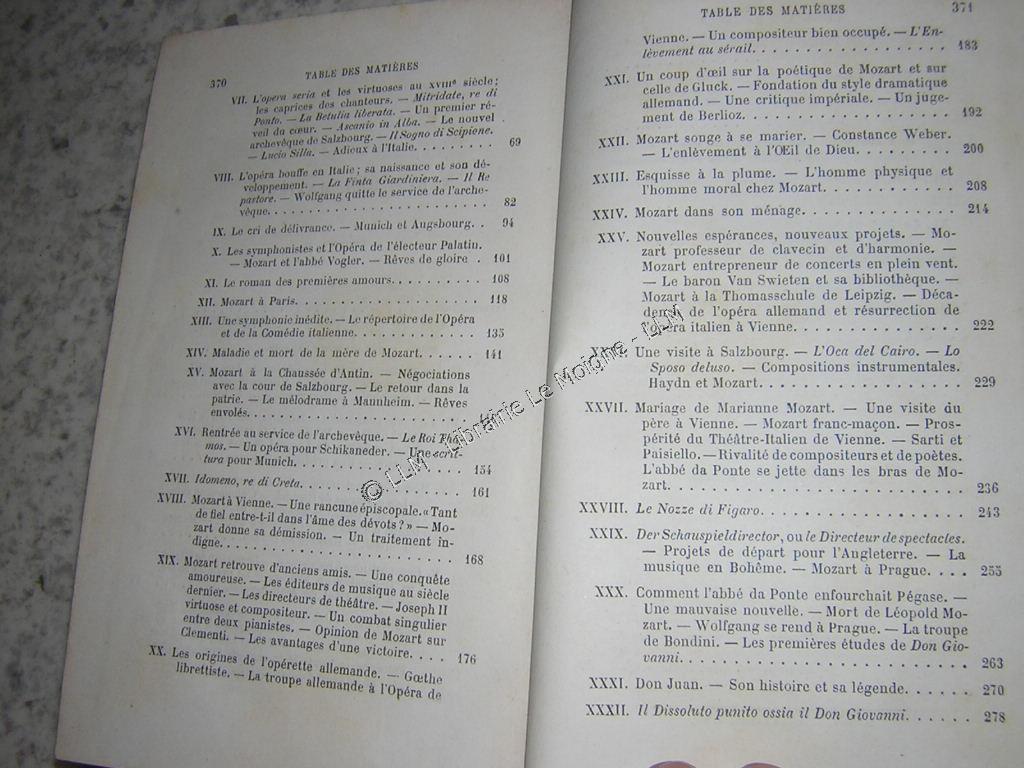 370 TABLE DES MATIÈRES
VII. L'opera seria et les virtuoses au XVIIIe siècle;
les caprices des chanteurs. — Mitridate, re di
Ponto. — La Betulia liberata. — Un premier ré-
veil du cœur. — Ascanio in Alba. — Le nouvel
archevêque de Salzbourg. — Il Sogno di Scipione.
— Lucio Silla. — Adieux à l'Italie. . . . . . . . . 69
VIII. L'opéra bouffe en Italie; sa naissance et son dé-
veloppement. — La Finta Giardiniera. — Il Re
pastore. — Wolfgang quitte le service de l'arche-
vêque. . . . . . . . . . . . . . . . . . . . . 82
IX. Le cri de délivrance. — Munich et Augsbourg. . 94
X. Les symphonistes et l'Opéra de l'électeur Palatin.
— Mozart et l'abbé Vogler. — Rêves de gloire . 101
XI. Le roman des premières amours. . . . . . . . . 108
XII. Mozart à Paris. . . . . . . . . . . . . . . . . 118
XIII. Une symphonie inédite. — Le répertoire de l'Opéra
et de la Comédie italienne. . . . . . . . . . . 135
XIV. Maladie et mort de la mère de Mozart. . . . . . 141
XV. Mozart à la Chaussée d'Antin. — Négociations
avec la cour de Salzbourg. — Le retour dans la
patrie. — Le mélodrame à Mannheim. — Rêves
envolés. . . . . . . . . . . . . . . . . . . .
XVI. Rentrée au service de l'archevêque. — Le Roi
mos. — Un opéra pour Schikaneder. — Une scrit-
tura pour Munich. . . . . . . . . . . . . . . . 154
XVII. Idomeno, re di Creta. . . . . . . . . . . . . . 161
XVIII. Mozart à Vienne. — Une rancune épiscopale. « Tant
de fiel entre-t-il dans l'âme des dévots? » — Mo-
zart donne sa démission. — Un traitement in-
digne. . . . . . . . . . . . . . . . . . . . . 168
XIX. Mozart retrouve d'anciens amis. — Une conquête
amoureuse. — Les éditeurs de musique au siècle
dernier. — Les directeurs de théâtre. — Joseph II
virtuose et compositeur. — Un combat singulier
entre deux pianistes. — Opinion de Mozart sur
Clementi. — Les avantages d'une victoire. . . . 176
XX. Les origines de l'opérette allemande. — Gœthe
librettiste. — La troupe allemande à l'Opéra de
TABLE DES MATIÈRES 371
Vienne. — Un compositeur bien occupé. — L'En-
lèvement au sérail. . . . . . . . . . . . . . . 183
XXI. Un coup d'œil sur la poétique de Mozart et sur
celle de Gluck. — Fondation du style dramatique
allemand. — Une critique impériale. — Un juge-
ment de Berlioz. . . . . . . . . . . . . . . . 192
XXII. Mozart songe à se marier. — Constance Weber.
— L'enlèvement à l'Œil de Dieu. . . . . . . . . 200
XXIII. Esquisse à la plume. — L'homme physique et
l'homme moral chez Mozart. . . . . . . . . . . 208
XXIV. Mozart dans son ménage. . . . . . . . . . . . . 214
XXV. Nouvelles espérances, nouveaux projets. — Mo-
zart professeur de clavecin et d'harmonie. —
Mozart entrepreneur de concerts en plein vent.
— Le baron Van Swieten et sa bibliothèque. —
Mozart à la Thomasschule de Leipzig. — Déca-
dence de l'opéra allemand et résurrection de
l'opéra italien à Vienne. . . . . . . . . . . . 222
XXVI. Une visite à Salzbourg. — L'Oca del Cairo. — Lo
Sposo deluso. — Compositions instrumentales.
Haydn et Mozart. . . . . . . . . . . . . . . . 229
XXVII. Mariage de Marianne Mozart. — Une visite du
père à Vienne. — Mozart franc-maçon. — Pros-
périté du Théâtre-Italien de Vienne. — Sarti et
Paisiello. — Rivalité de compositeurs et de poètes.
L'abbé da Ponte se jette dans les bras de Mo-
zart. . . . . . . . . . . . . . . . . . . . . . 236
XXVIII. Le Nozze di Figaro. . . . . . . . . . . . . . . 243
XXIX. Der Schauspieldirector, ou le Directeur de spectacles.
— Projets de départ pour l'Angleterre. — La
musique en Bohême. — Mozart à Prague. . . . 255
XXX. Comment l'abbé da Ponte enfourchait Pégase. —
Une mauvaise nouvelle. — Mort de Léopold Mo-
zart. — Wolfgang se rend à Prague. — La troupe
de Bondini. — Les premières études de Don Gio-
vanni. . . . . . . . . . . . . . . . . . . . . 263
XXXI. Don Juan. — Son histoire et sa légende. . . . . . 270
XXXII. Il Dissoluto punito ossia il Don Giovanni. . . . . . 278
© LLM - Librairie Le Moigne - LLM